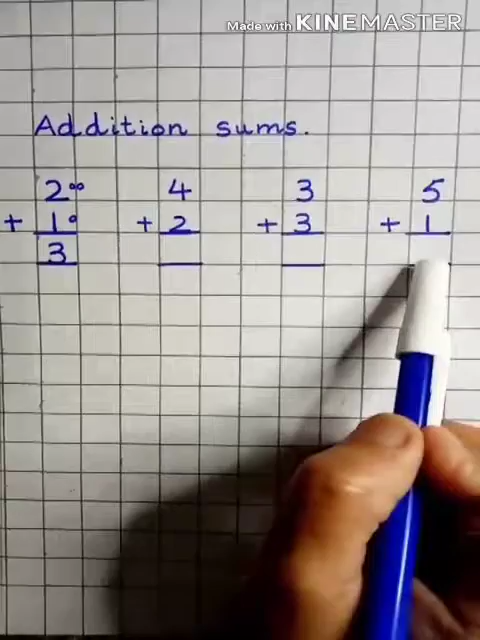 Made with KINEMASTER
Addition sums.
2 4 3 5
+ 1 + 2 + 3 + 1
3